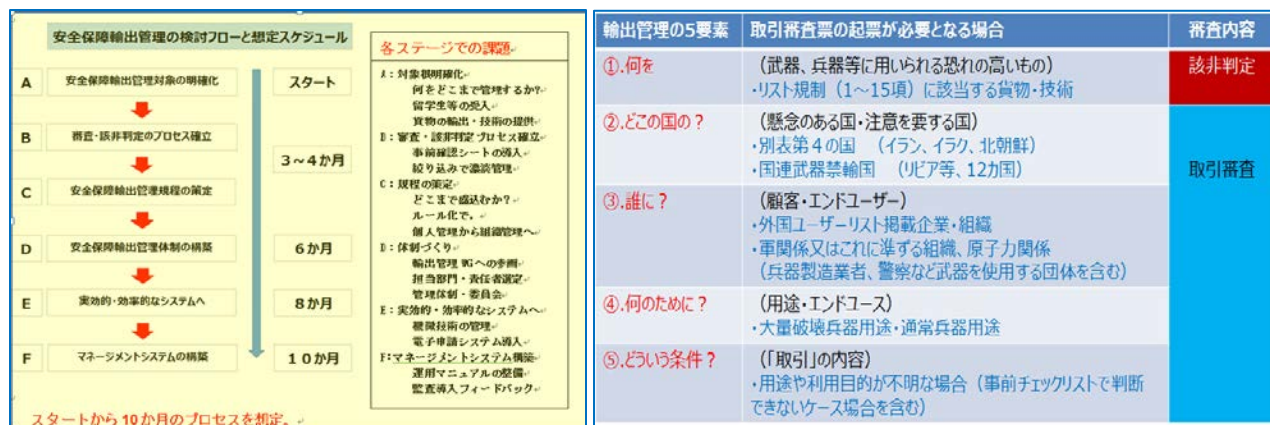 安全保障輸出管理の検討フローと想定スケジュール
A 安全保障輸出管理対象の明確化 スタート
B 審査・該非判定のプロセス確立
3~4か月
C 安全保障輸出管理規程の策定
D 安全保障輸出管理体制の構築 6か月
E 実効的・効率的なシステムへ 8か月
F マネージメントシステムの構築 10か月
スタートから10か月のプロセスを想定。
各ステージでの課題
A:対象明確化
何をどこまで管理するか?
留学生等の受入
貨物の輸出・技術の提供
B:審査・該非判定プロセス確立
事前確認シートの導入
絞り込みで濃淡管理
C:規程の策定
どこまで盛込むか?
ルール化で、
個人管理から組織管理へ
D:体制づくり
輸出管理WGへの参画
担当部門・責任者選定
管理体制・委員会
E:実効的・効率的なシステムへ
機微技術の管理
電子申請システム導入
F:マネージメントシステム構築
運用マニュアルの整備
監査導入フィードバック
輸出管理の5要素 取引審査票の起票が必要となる場合 審査内容
①.何を (武器、兵器等に用いられる恐れの高いもの) 該非判定
・リスト規制(1~15項)に該当する貨物・技術
②.どこの国の? (懸念のある国・注意を要する国)
・別表第4の国 (イラン、イラク、北朝鮮)
・国連武器禁輸国 (リビア等、12カ国) 取引審査
③.誰に? (顧客・エンドユーザー)
・外国ユーザーリスト掲載企業・組織
・軍関係又はこれに準ずる組織、原子力関係
(兵器製造業者、警察など武器を使用する団体を含む)
④.何のために? (用途・エンドユース)
・大量破壊兵器用途・通常兵器用途
⑤.どういう条件? (「取引」の内容)
・用途や利用目的が不明な場合(事前チェックリストで判断
できないケース場合を含む)